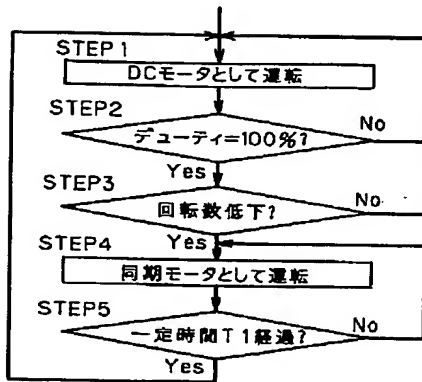 STEP1
DCモータとして運転
STEP2
デューティ=100%?
No
Yes
STEP3
回転数低下?
No
Yes
STEP4
同期モータとして運転
STEP5
一定時間T1経過?
No
Yes